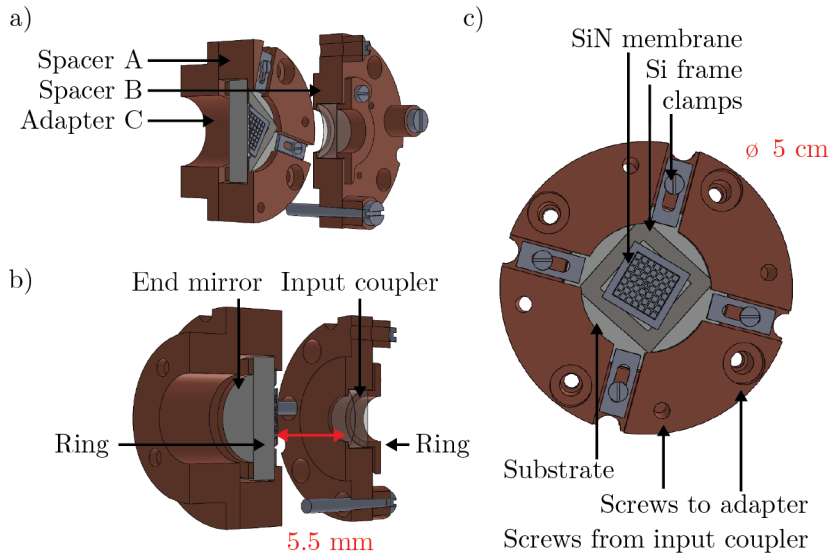 a)
Spacer A
Spacer B
Adapter C
b)
End mirror
Input coupler
Ring
Ring
5.5 mm
c)
SiN membrane
Si frame
clamps
ø 5 cm
Substrate
Screws to adapter
Screws from input coupler